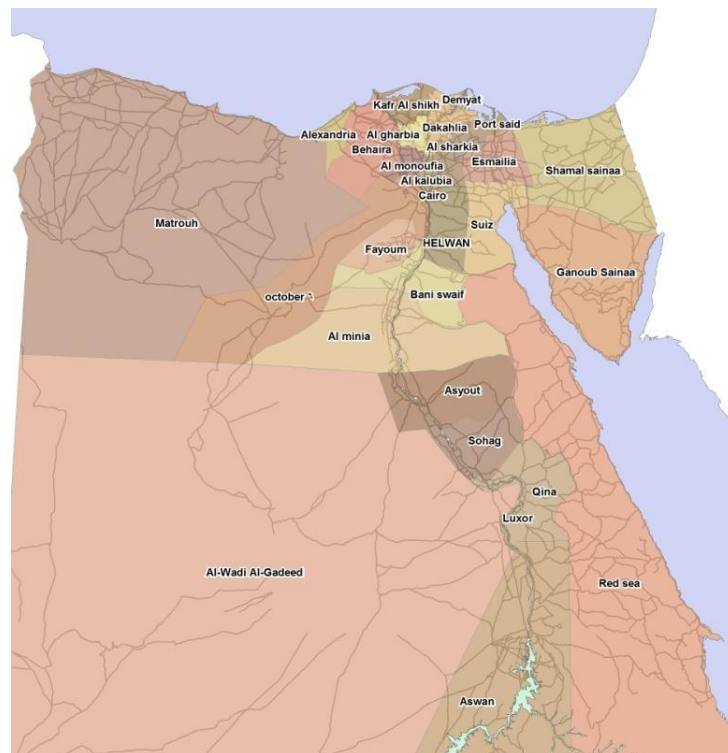 Kafr Al shikh
Demyat
Alexandria
Al gharbia
Dakahlia
Port said
Behaira
Al sharkia
Al monoufia
Esmailia
Shamal sainaa
Al kalubia
Cairo
Matrouh
Suiz
Fayoum
HELWAN
Ganoub Sainaa
october
Bani swaif
Al minia
Asyout
Sohag
Qina
Luxor
Al-Wadi Al-Gadeed
Red sea
Aswan